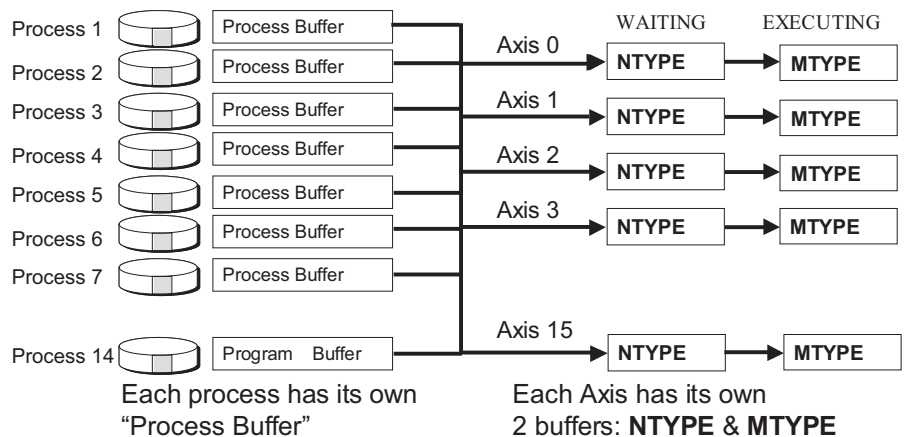 WAITING EXECUTING
Process 1 Process Buffer
Axis 0 NTYPE MTYPE
Process 2 Process Buffer
Axis 1 NTYPE MTYPE
Process 3 Process Buffer
Process 4 Process Buffer
Axis 2 NTYPE MTYPE
Process 5 Process Buffer
Axis 3 NTYPE MTYPE
Process 6 Process Buffer
Process 7 Process Buffer
Axis 15 NTYPE MTYPE
Process 14 Program Buffer
Each process has its own
“Process Buffer”
Each Axis has its own
2 buffers: NTYPE & MTYPE